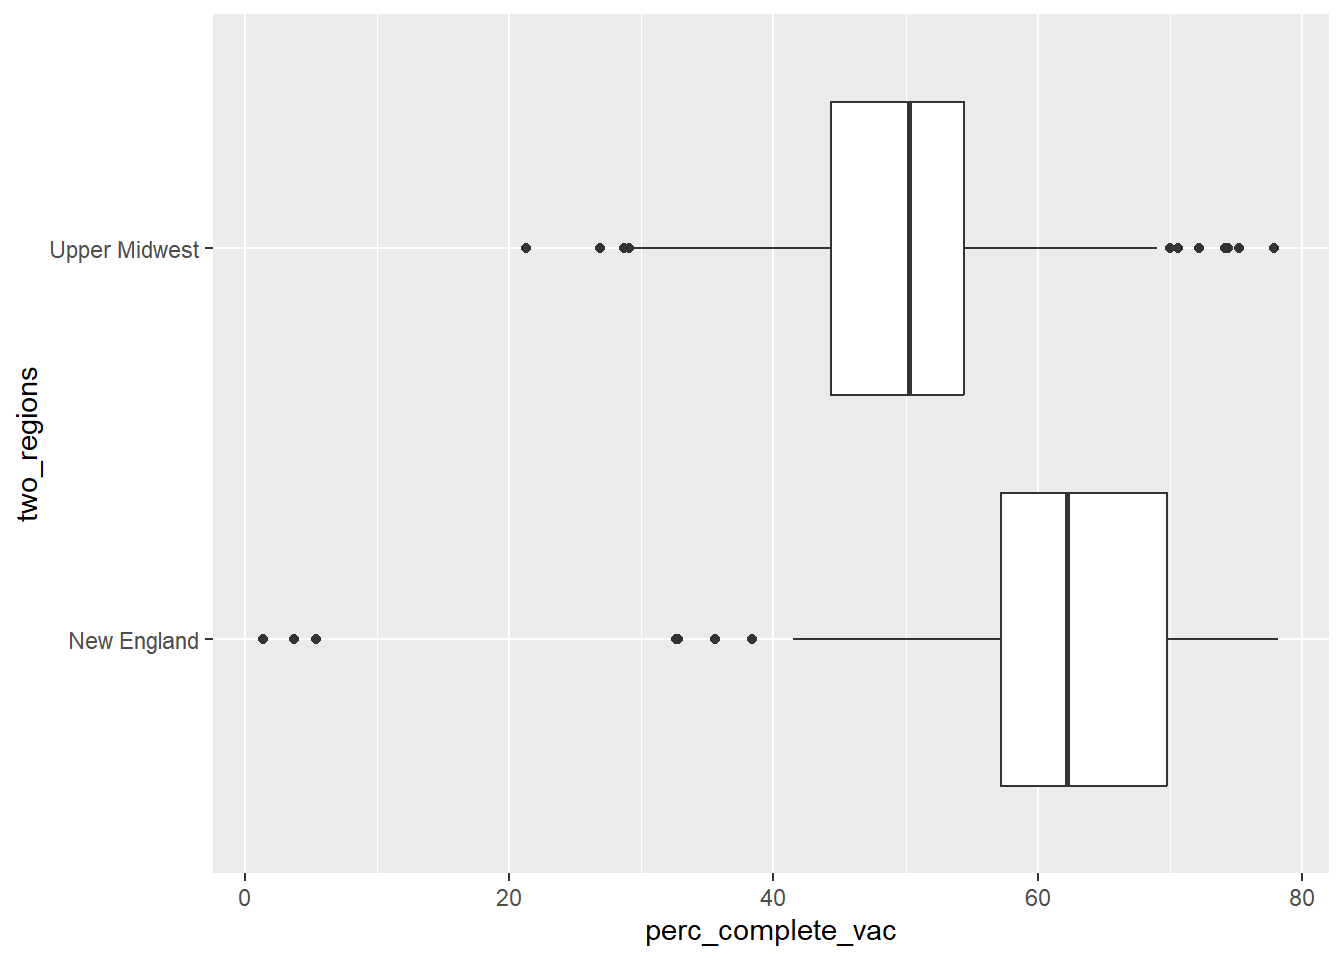 two_regions
Upper Midwest
New England
0 20 40 60 80
perc_complete_vac